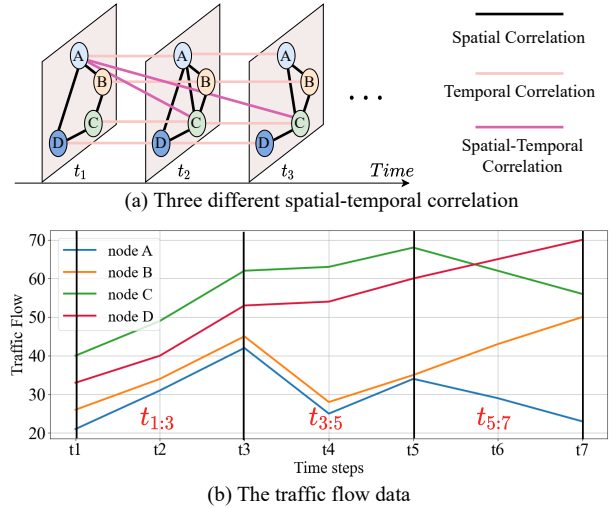 A
A
A
Spatial Correlation
B
B
B
Temporal Correlation
C
C
C
D
D
D
Spatial-Temporal
Correlation
t1
t2
t3
Time
(a) Three different spatial-temporal correlation
70
60
50
40
30
20
Traffic Flow
node A
node B
node C
node D
t1:3
t3:5
t5:7
t1
t2
t3
t4
t5
t6
t7
Time steps
(b) The traffic flow data